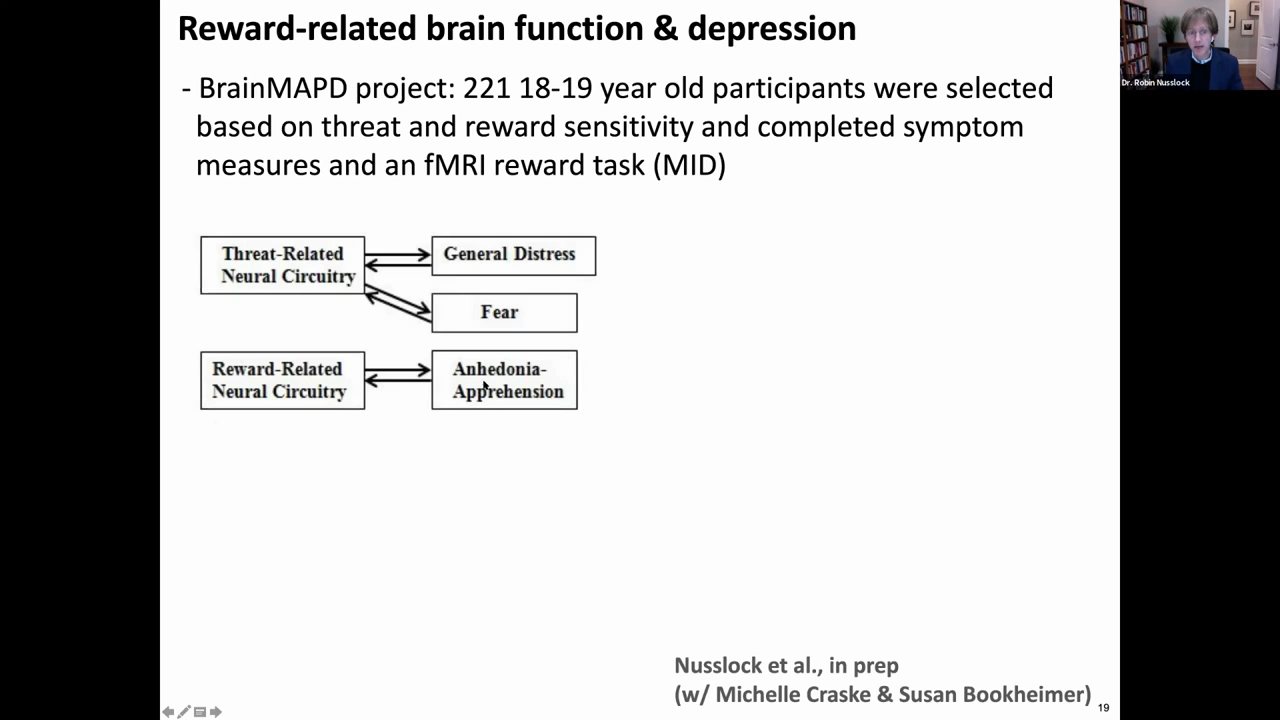 Reward-related brain function & depression
- BrainMAPD project: 221 18-19 year old participants were selected
based on threat and reward sensitivity and completed symptom
measures and an fMRI reward task (MID)
Threat-Related
Neural Circuitry
General Distress
Fear
Reward-Related
Neural Circuitry
Anhedonia-
Apprehension
Nusslock et al., in prep
(w/ Michelle Craske & Susan Bookheimer)
19
Dr. Robin Nusslock